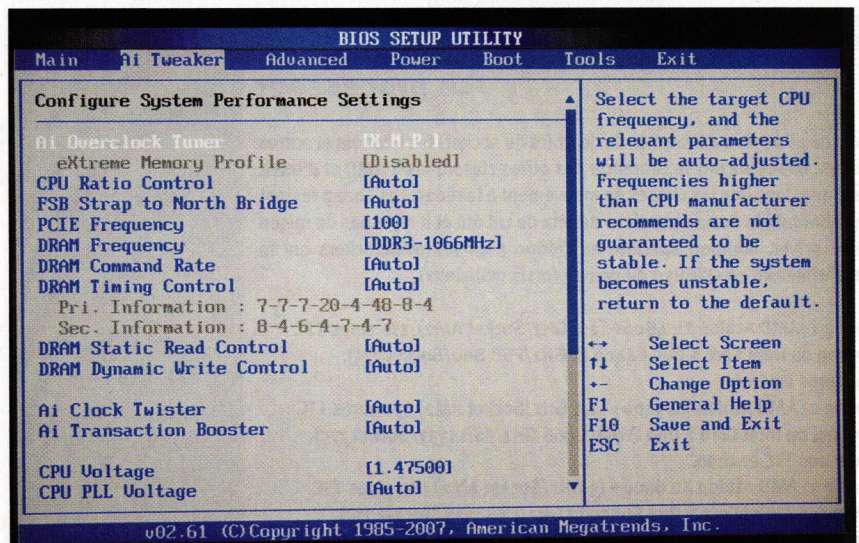 BIOS SETUP UTILITY
Main Ai Tweaker Advanced Power Boot Tools Exit
Configure System Performance Settings
Ai Overclock Tuner [X.M.P.]
eXtreme Memory Profile [Disabled]
CPU Ratio Control [Auto]
FSB Strap to North Bridge [Auto]
PCIE Frequency [100]
DRAM Frequency [DDR3-1066MHz]
DRAM Command Rate [Auto]
DRAM Timing Control [Auto]
Pri. Information : 7-7-7-20-4-48-8-4
Sec. Information : 8-4-6-4-7-4-7
DRAM Static Read Control [Auto]
DRAM Dynamic Write Control [Auto]
Ai Clock Twister [Auto]
Ai Transaction Booster [Auto]
CPU Voltage [1.47500]
CPU PLL Voltage [Auto]
Select the target CPU
frequency, and the
relevant parameters
will be auto-adjusted.
Frequencies higher
than CPU manufacturer
recommends are not
guaranteed to be
stable. If the system
becomes unstable,
return to the default.
↔ Select Screen
↑↓ Select Item
+- Change Option
F1 General Help
F10 Save and Exit
ESC Exit
v02.61 (C)Copyright 1985-2007, American Megatrends, Inc.